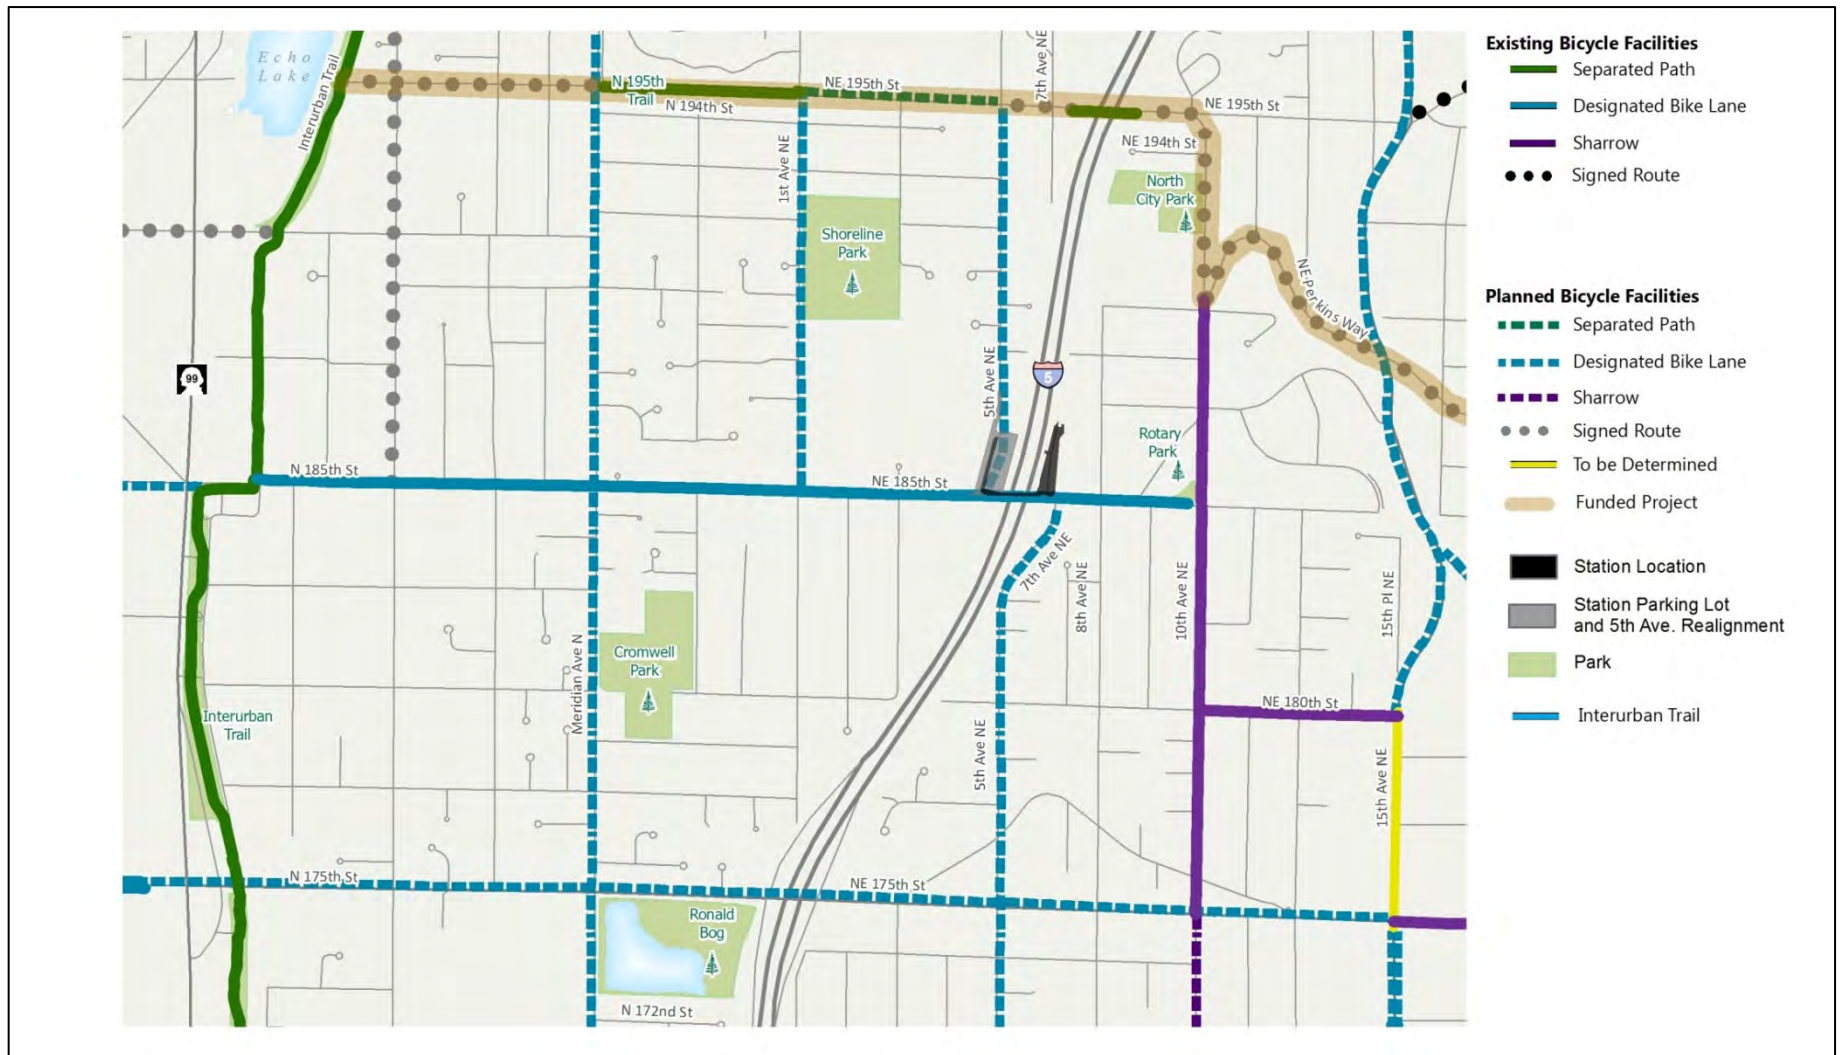 Echo
Lake
Interurban Trail
N 195th
Trail
N 194th St
NE 195th St
7th Ave NE
NE 195th St
NE 194th St
North
City Park
1st Ave NE
Shoreline
Park
NE Perkins Way
5th Ave NE
5
99
Rotary
Park
N 185th St
NE 185th St
7th Ave NE
8th Ave NE
10th Ave NE
15th Pl NE
Meridian Ave N
Cromwell
Park
Interurban
Trail
NE 180th St
5th Ave NE
15th Ave NE
N 175th St
NE 175th St
Ronald
Bog
N 172nd St
Existing Bicycle Facilities
Separated Path
Designated Bike Lane
Sharrow
Signed Route
Planned Bicycle Facilities
Separated Path
Designated Bike Lane
Sharrow
Signed Route
To be Determined
Funded Project
Station Location
Station Parking Lot
and 5th Ave. Realignment
Park
Interurban Trail